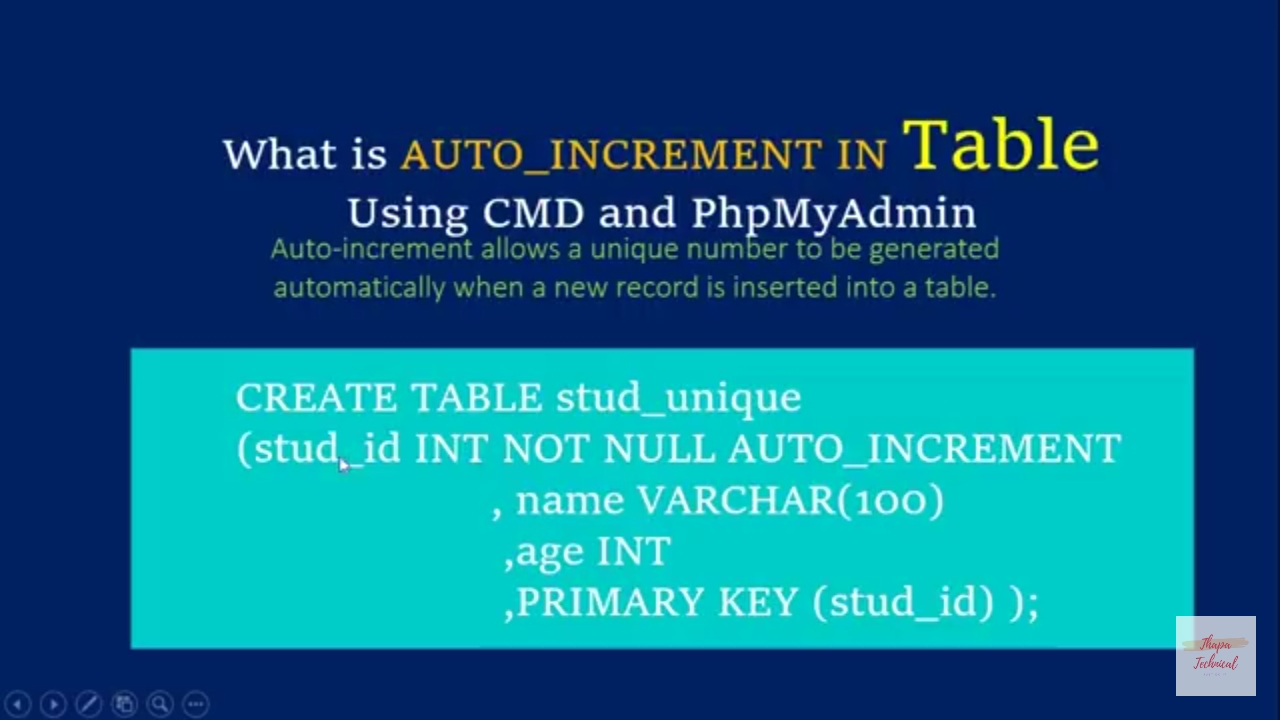 What is AUTO_INCREMENT IN Table
Using CMD and PhpMyAdmin
Auto-increment allows a unique number to be generated
automatically when a new record is inserted into a table.
CREATE TABLE stud_unique
(stud_id INT NOT NULL AUTO_INCREMENT
, name VARCHAR(100)
,age INT
,PRIMARY KEY (stud_id) );
Thapa
Technical